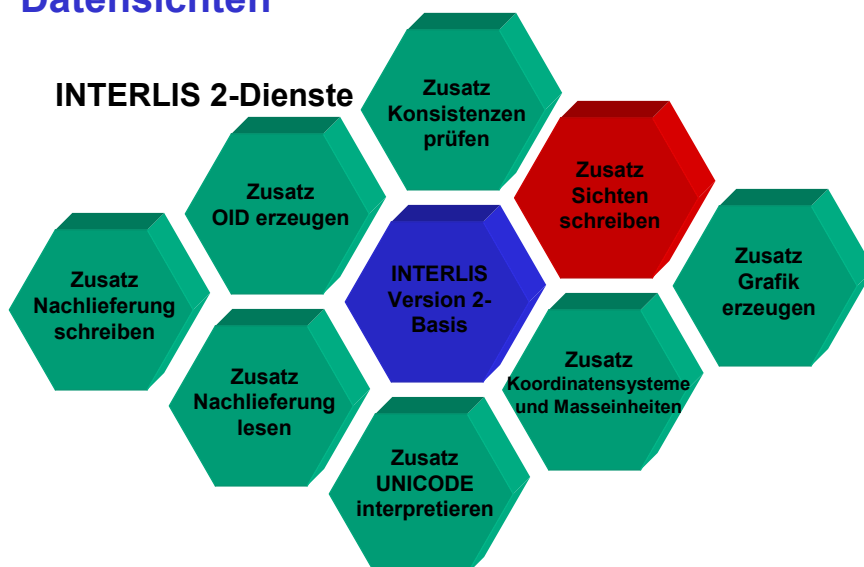 Datensichten
INTERLIS 2-Dienste
Zusatz
Konsistenzen
prüfen
Zusatz
OID erzeugen
Zusatz
Sichten
schreiben
Zusatz
Nachlieferung
schreiben
INTERLIS
Version 2-
Basis
Zusatz
Grafik
erzeugen
Zusatz
Nachlieferung
lesen
Zusatz
Koordinatensysteme
und Masseinheiten
Zusatz
UNICODE
interpretieren